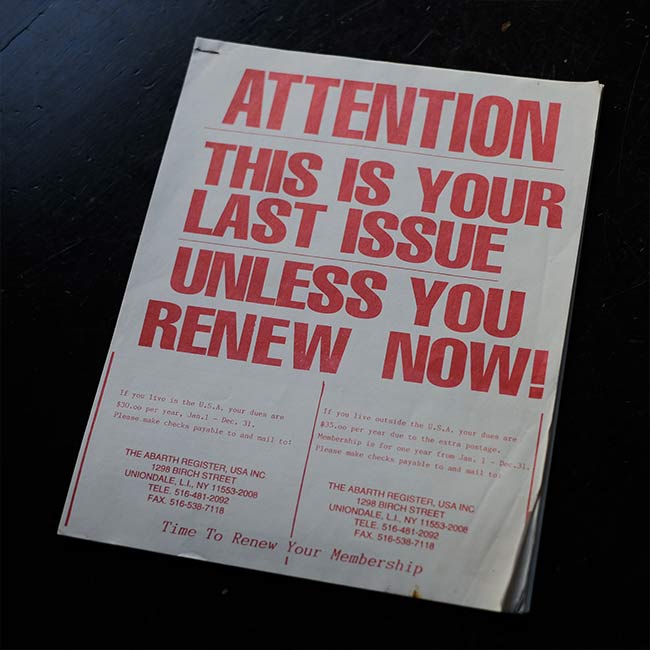 ATTENTION
THIS IS YOUR
LAST ISSUE
UNLESS YOU
RENEW NOW!
If you live in the U.S.A. your dues are
$30.oo per year, Jan.1 - Dec. 31.
Please make checks payable to and mail to:
THE ABARTH REGISTER, USA INC.
1298 BIRCH STREET
UNIONDALE, L.I., NY 11553-2008
TELE. 516-481-2092
FAX. 516-538-7118
If you live outside the U.S.A. your dues are
$35.oo per year due to the extra postage.
Membership is for one year from Jan. 1 - Dec.31.
Please make checks payable to and mail to:
THE ABARTH REGISTER, USA INC.
1298 BIRCH STREET
UNIONDALE, L.I., NY 11553-2008
TELE. 516-481-2092
FAX. 516-538-7118
Time To Renew Your Membership